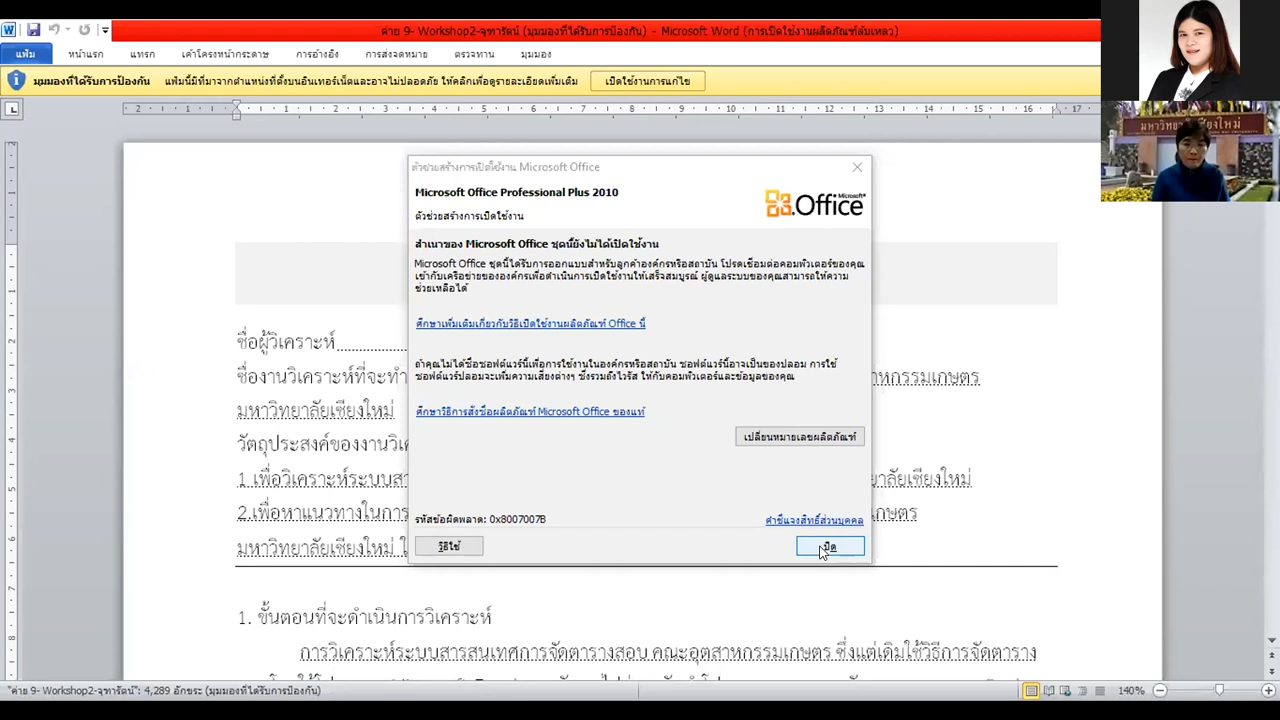 ค่าย 9- Workshop2-จุฑารัตน์ (มุมมองที่ได้รับการป้องกัน) - Microsoft Word (การเปิดใช้งานผลิตภัณฑ์ล้มเหลว)
แฟ้ม หน้าแรก แทรก เค้าโครงหน้ากระดาษ การอ้างอิง การส่งจดหมาย ตรวจทาน มุมมอง
มุมมองที่ได้รับการป้องกัน แฟ้มนี้มีที่มาจากตำแหน่งที่ตั้งบนอินเทอร์เน็ตและอาจไม่ปลอดภัย ให้คลิกเพื่อดูรายละเอียดเพิ่มเติม เปิดใช้งานการแก้ไข
2 1 1 2 3 4 5 6 7 8 9 10 11 12 13 14 15 16 17
มหาวิทยาลัยเชียงใหม่
ตัวช่วยสร้างการเปิดใช้งาน Microsoft Office
Microsoft Office Professional Plus 2010
Microsoft Office
ตัวช่วยสร้างการเปิดใช้งาน
สำเนาของ Microsoft Office ชุดนี้ยังไม่ได้เปิดใช้งาน
Microsoft Office ชุดนี้ได้รับการออกแบบสำหรับลูกค้าองค์กรหรือสถาบัน โปรดเชื่อมต่อคอมพิวเตอร์ของคุณ
เข้ากับเครือข่ายขององค์กรเพื่อดำเนินการเปิดใช้งานให้เสร็จสมบูรณ์ ผู้ดูแลระบบของคุณสามารถให้ความ
ช่วยเหลือได้
ศึกษาเพิ่มเติมเกี่ยวกับวิธีเปิดใช้งานผลิตภัณฑ์ Office นี้
ถ้าคุณไม่ได้ซื้อซอฟต์แวร์นี้เพื่อการใช้งานในองค์กรหรือสถาบัน ซอฟต์แวร์นี้อาจเป็นของปลอม การใช้
ซอฟต์แวร์ปลอมจะเพิ่มความเสี่ยงต่างๆ ซึ่งรวมถึงไวรัส ให้กับคอมพิวเตอร์และข้อมูลของคุณ
ศึกษาวิธีการสั่งซื้อผลิตภัณฑ์ Microsoft Office ของแท้
เปลี่ยนหมายเลขผลิตภัณฑ์
รหัสข้อผิดพลาด: 0x8007007B คำชี้แจงสิทธิ์ส่วนบุคคล
วิธีใช้ ปิด
ชื่อผู้วิเคราะห์
ชื่องานวิเคราะห์ที่จะทำ
มหาวิทยาลัยเชียงใหม่
1.เพื่อวิเคราะห์ระบบ
2.เพื่อหาแนวทางในการ
มหาวิทยาลัยเชียงใหม่
1. ขั้นตอนที่จะดำเนินการวิเคราะห์
การวิเคราะห์ระบบสารสนเทศการจัดตารางสอบ คณะอุตสาหกรรมเกษตร ซึ่งแต่เดิมใช้วิธีการจัดตาราง
"ค่าย 9- Workshop2-จุฑารัตน์": 4,289 อักขระ (มุมมองที่ได้รับการป้องกัน) 140%